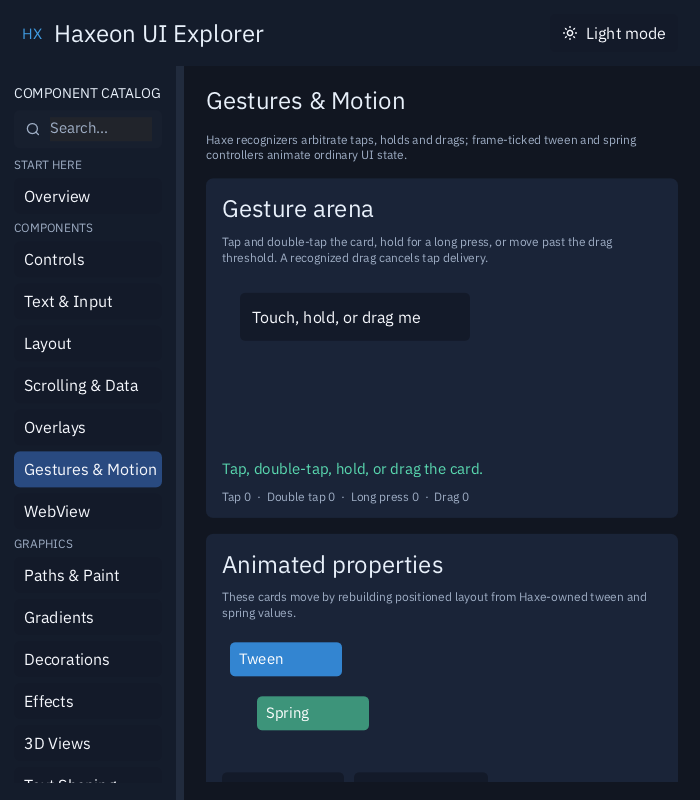 HX Haxeon UI Explorer
Light mode
COMPONENT CATALOG
Search...
START HERE
Overview
COMPONENTS
Controls
Text & Input
Layout
Scrolling & Data
Overlays
Gestures & Motion
WebView
GRAPHICS
Paths & Paint
Gradients
Decorations
Effects
3D Views
Text Shaping
Gestures & Motion
Haxe recognizers arbitrate taps, holds and drags; frame-ticked tween and spring
controllers animate ordinary UI state.
Gesture arena
Tap and double-tap the card, hold for a long press, or move past the drag
threshold. A recognized drag cancels tap delivery.
Touch, hold, or drag me
Tap, double-tap, hold, or drag the card.
Tap 0 · Double tap 0 · Long press 0 · Drag 0
Animated properties
These cards move by rebuilding positioned layout from Haxe-owned tween and
spring values.
Tween
Spring